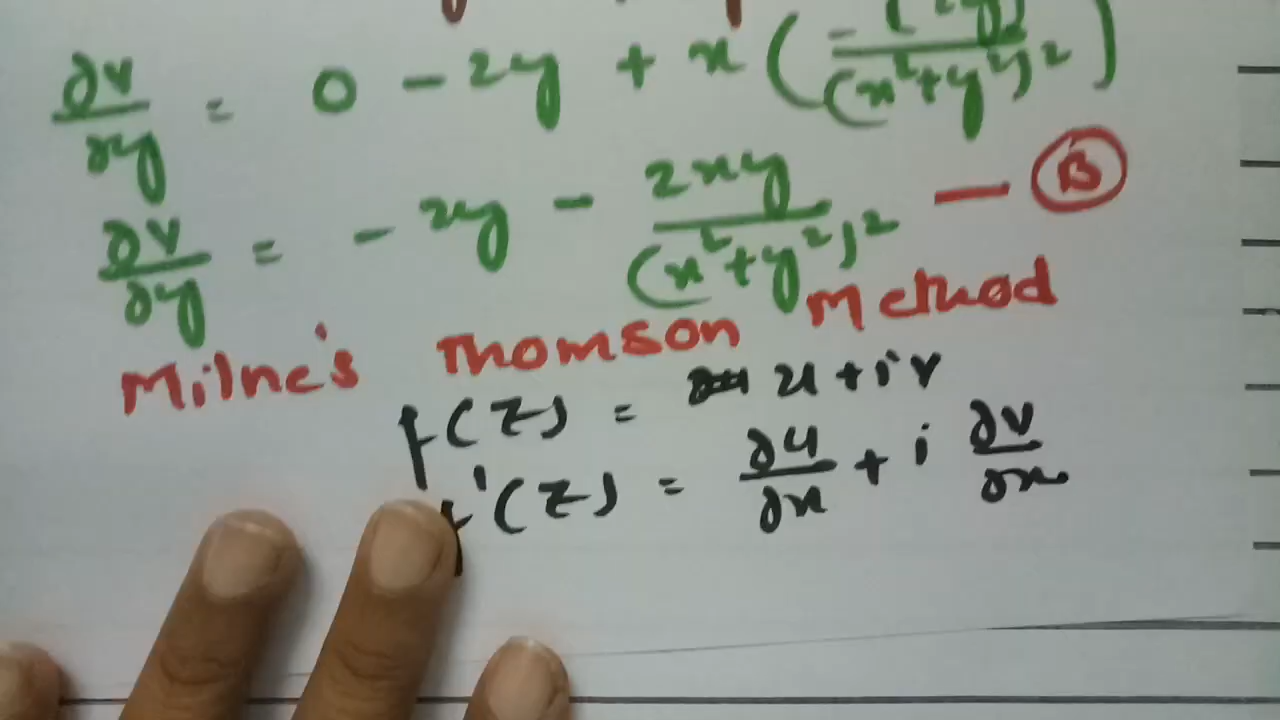 ∂v/∂y = 0 - 2y + x (-(2y)/(x²+y²)²)
∂v/∂y = -2y - 2xy/(x²+y²)² — B
Milne's Thomson Method
f(z) = u + iv
f'(z) = ∂u/∂x + i ∂v/∂x